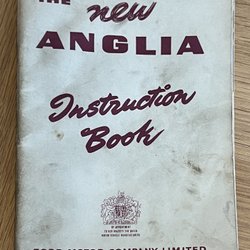 THE new
ANGLIA
Instruction
Book
FORD MOTOR COMPANY LIMITED